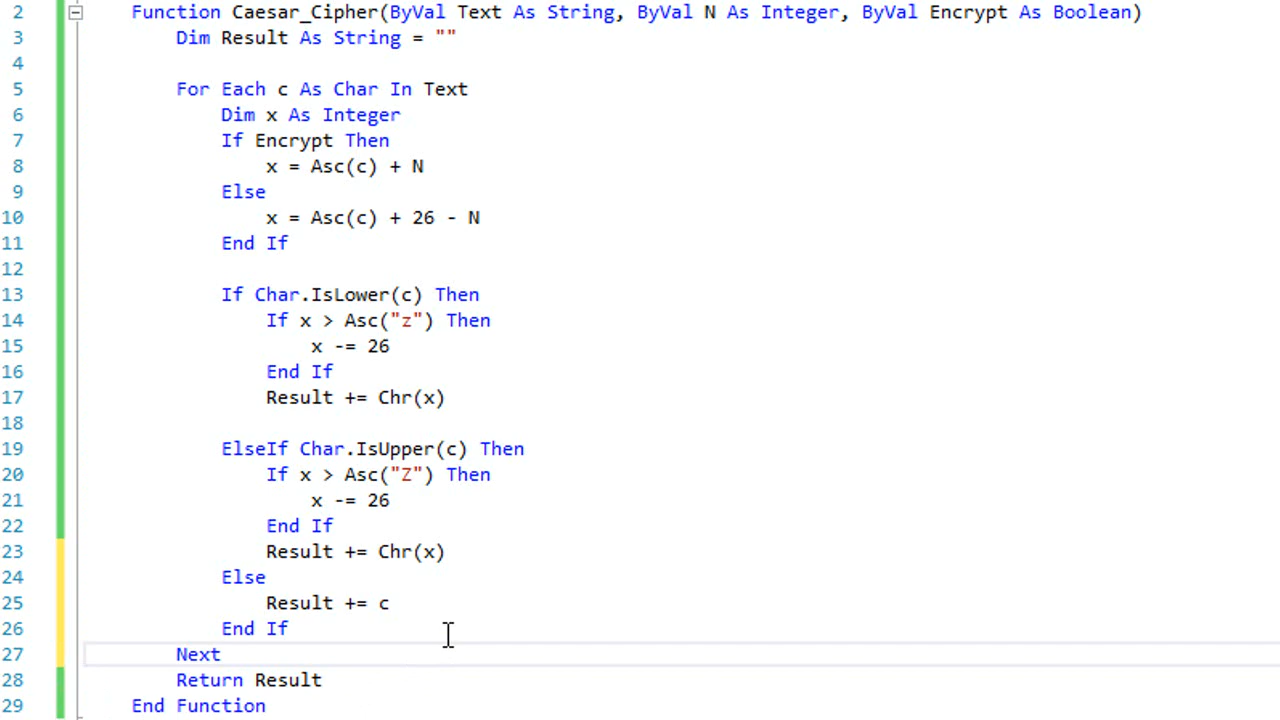 2 Function Caesar_Cipher(ByVal Text As String, ByVal N As Integer, ByVal Encrypt As Boolean)
3 Dim Result As String = ""
4
5 For Each c As Char In Text
6 Dim x As Integer
7 If Encrypt Then
8 x = Asc(c) + N
9 Else
10 x = Asc(c) + 26 - N
11 End If
12
13 If Char.IsLower(c) Then
14 If x > Asc("z") Then
15 x -= 26
16 End If
17 Result += Chr(x)
18
19 ElseIf Char.IsUpper(c) Then
20 If x > Asc("Z") Then
21 x -= 26
22 End If
23 Result += Chr(x)
24 Else
25 Result += c
26 End If
27 Next
28 Return Result
29 End Function